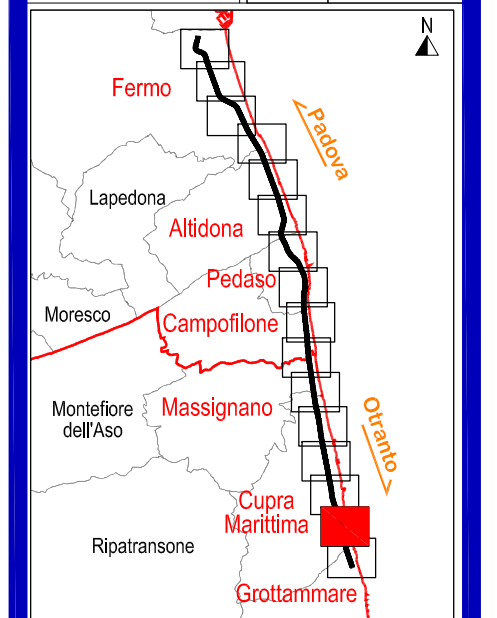 N
Fermo
Padova
Lapedona
Altidona
Pedaso
Moresco
Campofilone
Massignano
Montefiore
dell'Aso
Otranto
Cupra
Marittima
Ripatransone
Grottammare